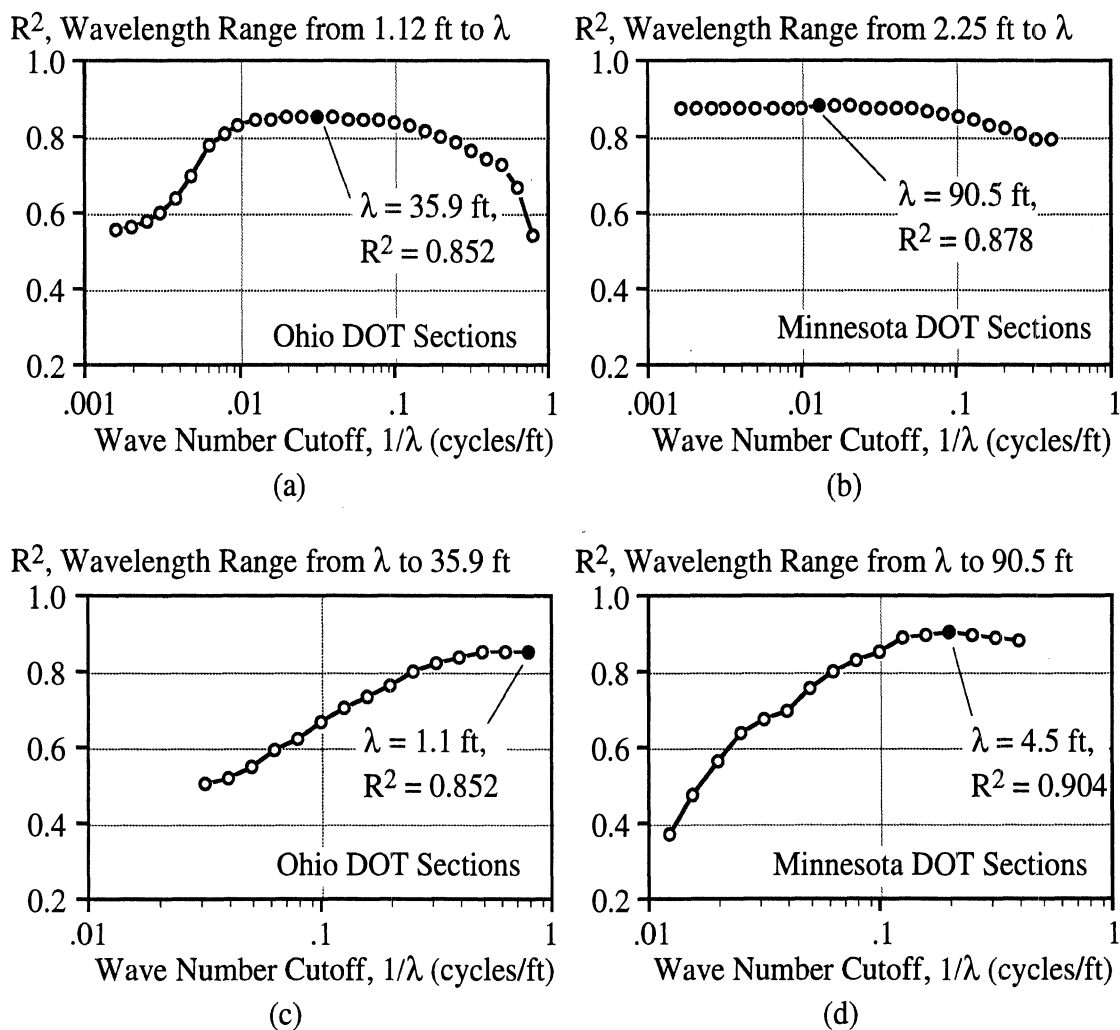 R², Wavelength Range from 1.12 ft to λ
1.0
0.8
0.6
0.4
0.2
λ = 35.9 ft,
R² = 0.852
Ohio DOT Sections
.001
.01
.1
1
Wave Number Cutoff, 1/λ (cycles/ft)
(a)
R², Wavelength Range from 2.25 ft to λ
1.0
0.8
0.6
0.4
0.2
λ = 90.5 ft,
R² = 0.878
Minnesota DOT Sections
.001
.01
.1
1
Wave Number Cutoff, 1/λ (cycles/ft)
(b)
R², Wavelength Range from λ to 35.9 ft
1.0
0.8
0.6
0.4
0.2
λ = 1.1 ft,
R² = 0.852
Ohio DOT Sections
.01
.1
1
Wave Number Cutoff, 1/λ (cycles/ft)
(c)
R², Wavelength Range from λ to 90.5 ft
1.0
0.8
0.6
0.4
0.2
λ = 4.5 ft,
R² = 0.904
Minnesota DOT Sections
.01
.1
1
Wave Number Cutoff, 1/λ (cycles/ft)
(d)